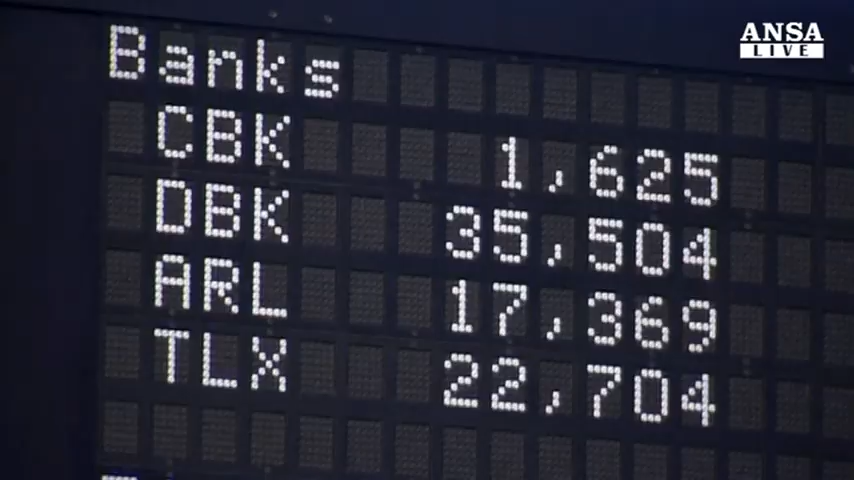 ANSA
LIVE
Banks
CBK 1,625
DBK 35,504
ARL 17,369
TLX 22,704